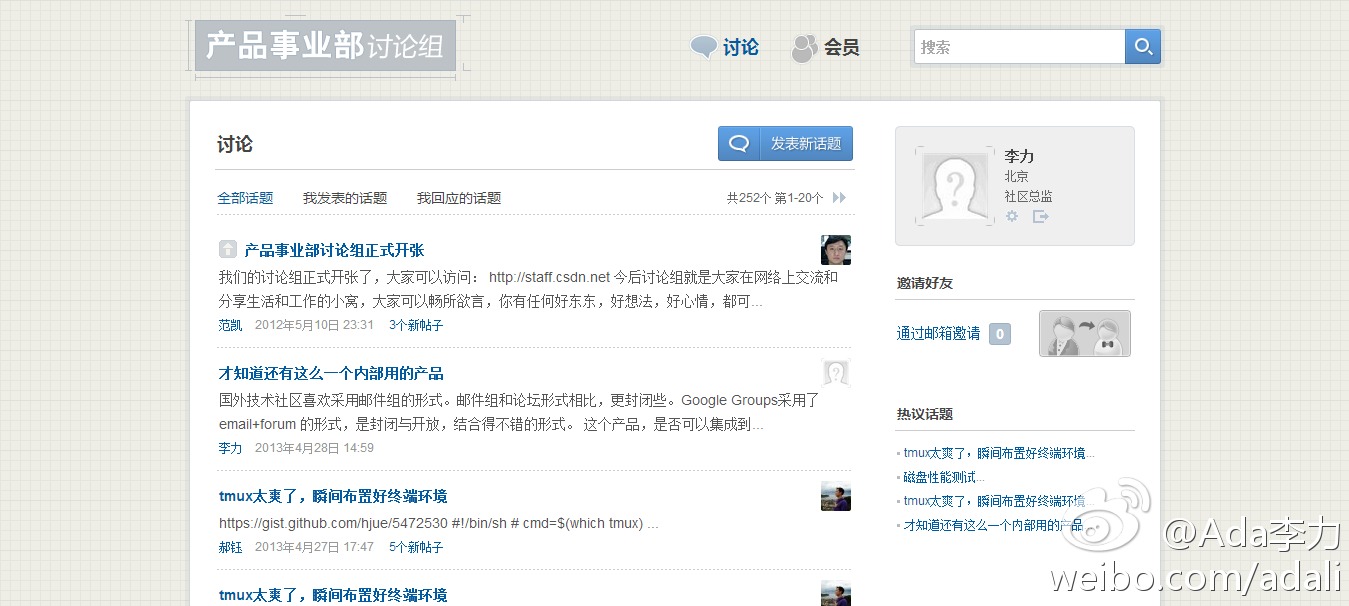 产品事业部讨论组
讨论
会员
搜索
讨论
发表新话题
全部话题 我发表的话题 我回应的话题 共252个 第1-20个
产品事业部讨论组正式开张
我们的讨论组正式开张了，大家可以访问： http://staff.csdn.net 今后讨论组就是大家在网络上交流和
分享生活和工作的小窝，大家可以畅所欲言，你有任何好东东，好想法，好心情，都可...
范凯 2012年5月10日 23:31 3个新帖子
才知道还有这么一个内部用的产品
国外技术社区喜欢采用邮件组的形式。邮件组和论坛形式相比，更封闭些。Google Groups采用了
email+forum 的形式，是封闭与开放，结合得不错的形式。 这个产品，是否可以集成到...
李力 2013年4月28日 14:59
tmux太爽了，瞬间布置好终端环境
https://gist.github.com/hjue/5472530 #!/bin/sh # cmd=$(which tmux) ...
郝钰 2013年4月27日 17:47 5个新帖子
tmux太爽了，瞬间布置好终端环境
李力
北京
社区总监
邀请好友
通过邮箱邀请 0
热议话题
tmux太爽了，瞬间布置好终端环境...
磁盘性能测试...
tmux太爽了，瞬间布置好终端环境...
才知道还有这么一个内部用的产品...
@Ada李力
weibo.com/adali